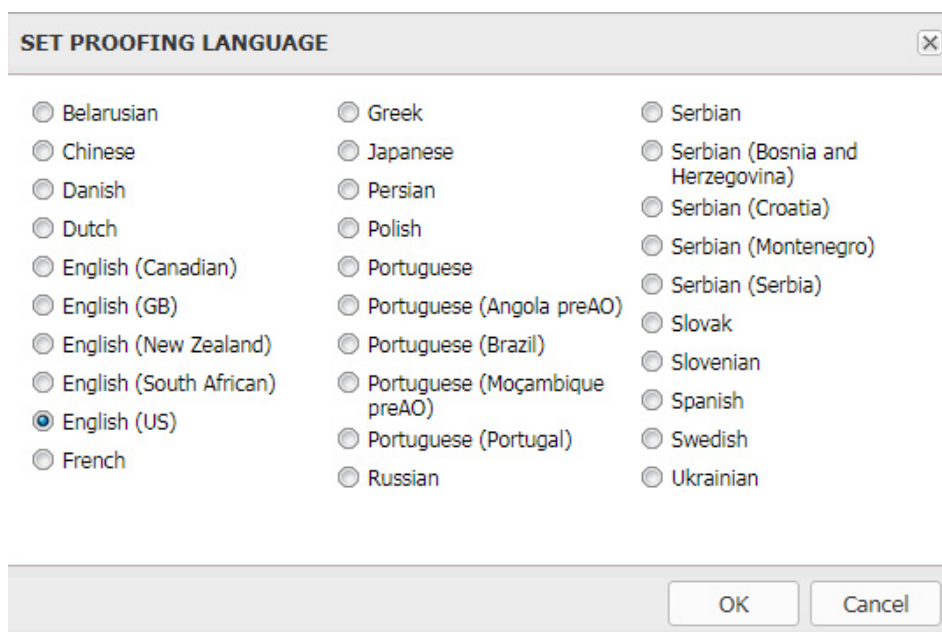 SET PROOFING LANGUAGE
Belarusian
Chinese
Danish
Dutch
English (Canadian)
English (GB)
English (New Zealand)
English (South African)
English (US)
French
Greek
Japanese
Persian
Polish
Portuguese
Portuguese (Angola preAO)
Portuguese (Brazil)
Portuguese (Moçambique
preAO)
Portuguese (Portugal)
Russian
Serbian
Serbian (Bosnia and
Herzegovina)
Serbian (Croatia)
Serbian (Montenegro)
Serbian (Serbia)
Slovak
Slovenian
Spanish
Swedish
Ukrainian
OK
Cancel